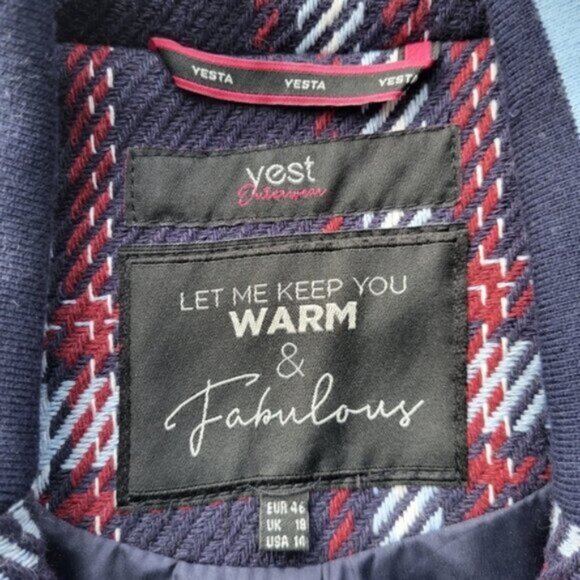 YESTA YESTA YESTA
yest
Outerwear
LET ME KEEP YOU
WARM
&
Fabulous
EUR 46
UK 18
USA 14